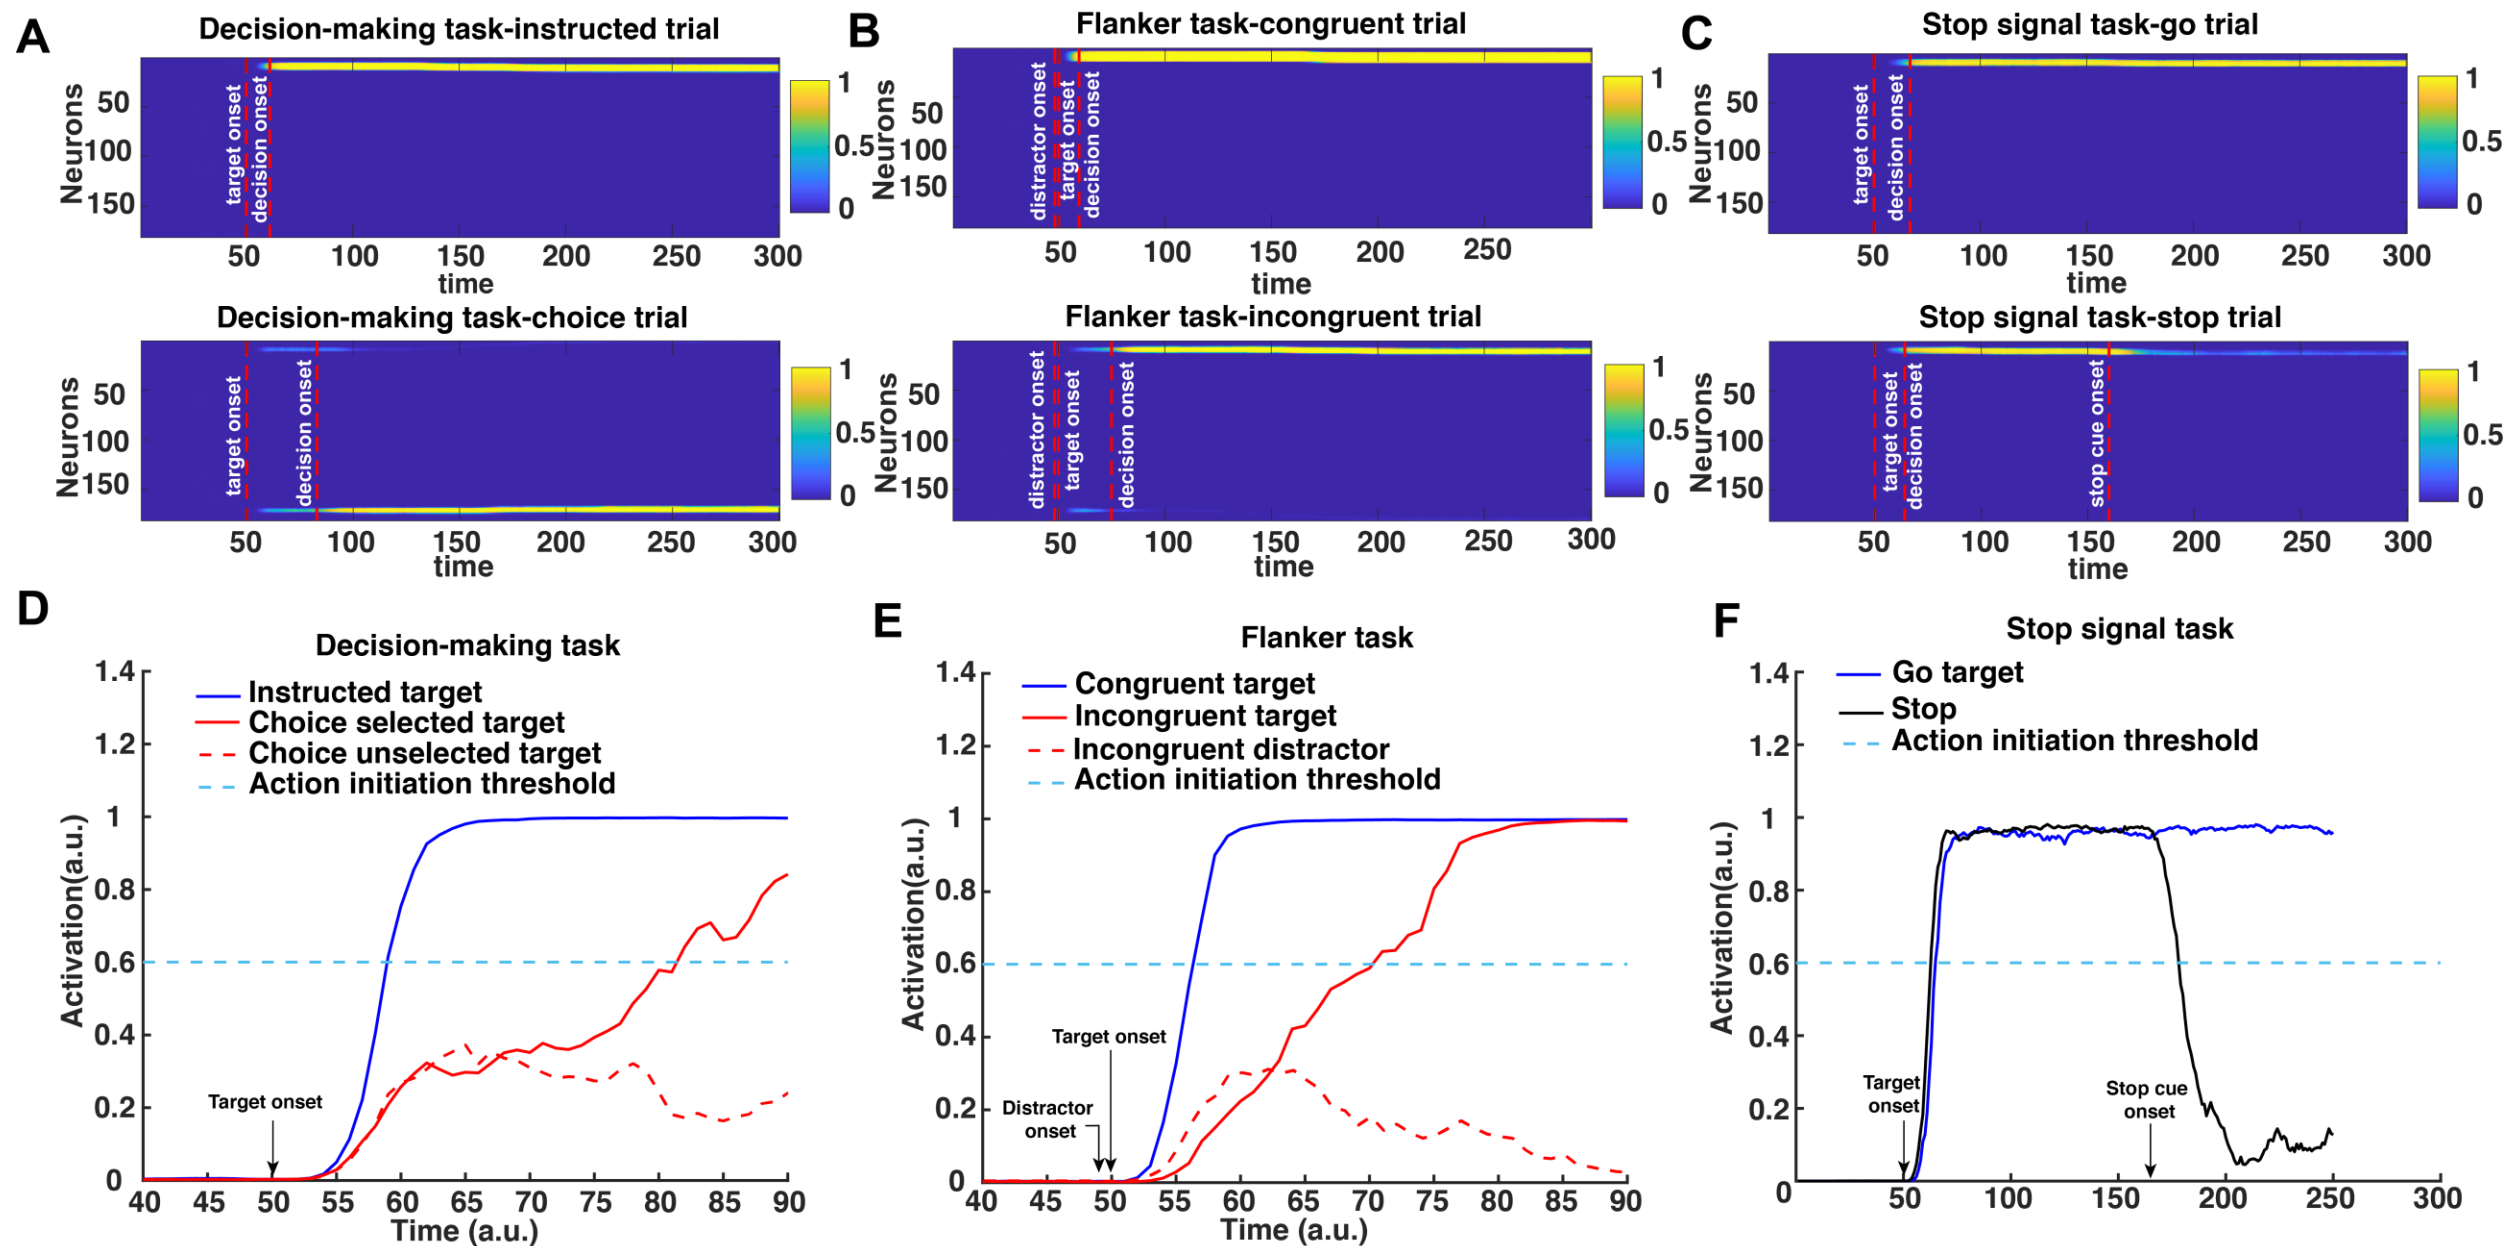 A
Decision-making task-instructed trial
Neurons
50
100
150
target onset
decision onset
1
0.5
0
50 100 150 200 250 300
time
Decision-making task-choice trial
Neurons
50
100
150
target onset
decision onset
1
0.5
0
50 100 150 200 250 300
time
B
Flanker task-congruent trial
Neurons
50
100
150
distractor onset
target onset
decision onset
1
0.5
0
50 100 150 200 250
time
Flanker task-incongruent trial
Neurons
50
100
150
distractor onset
target onset
decision onset
1
0.5
0
50 100 150 200 250 300
time
C
Stop signal task-go trial
Neurons
50
100
150
target onset
decision onset
1
0.5
0
50 100 150 200 250 300
time
Stop signal task-stop trial
Neurons
50
100
150
target onset
decision onset
stop cue onset
1
0.5
0
50 100 150 200 250 300
time
D
Decision-making task
Instructed target
Choice selected target
Choice unselected target
Action initiation threshold
Activation(a.u.)
1.4
1.2
1
0.8
0.6
0.4
0.2
0
Target onset
40 45 50 55 60 65 70 75 80 85 90
Time (a.u.)
E
Flanker task
Congruent target
Incongruent target
Incongruent distractor
Action initiation threshold
Activation(a.u.)
1.4
1.2
1
0.8
0.6
0.4
0.2
0
Target onset
Distractor
onset
40 45 50 55 60 65 70 75 80 85 90
Time (a.u.)
F
Stop signal task
Go target
Stop
Action initiation threshold
Activation(a.u.)
1.4
1.2
1
0.8
0.6
0.4
0.2
0
Target
onset
Stop cue
onset
50 100 150 200 250 300